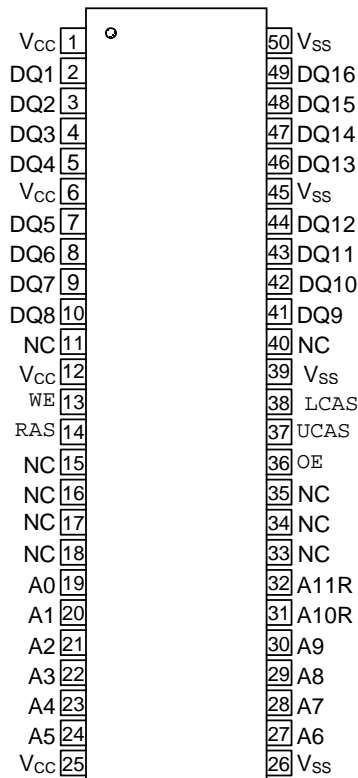 VCC 1 50 VSS
DQ1 2 49 DQ16
DQ2 3 48 DQ15
DQ3 4 47 DQ14
DQ4 5 46 DQ13
VCC 6 45 VSS
DQ5 7 44 DQ12
DQ6 8 43 DQ11
DQ7 9 42 DQ10
DQ8 10 41 DQ9
NC 11 40 NC
VCC 12 39 VSS
WE 13 38 LCAS
RAS 14 37 UCAS
NC 15 36 OE
NC 16 35 NC
NC 17 34 NC
NC 18 33 NC
A0 19 32 A11R
A1 20 31 A10R
A2 21 30 A9
A3 22 29 A8
A4 23 28 A7
A5 24 27 A6
VCC 25 26 VSS